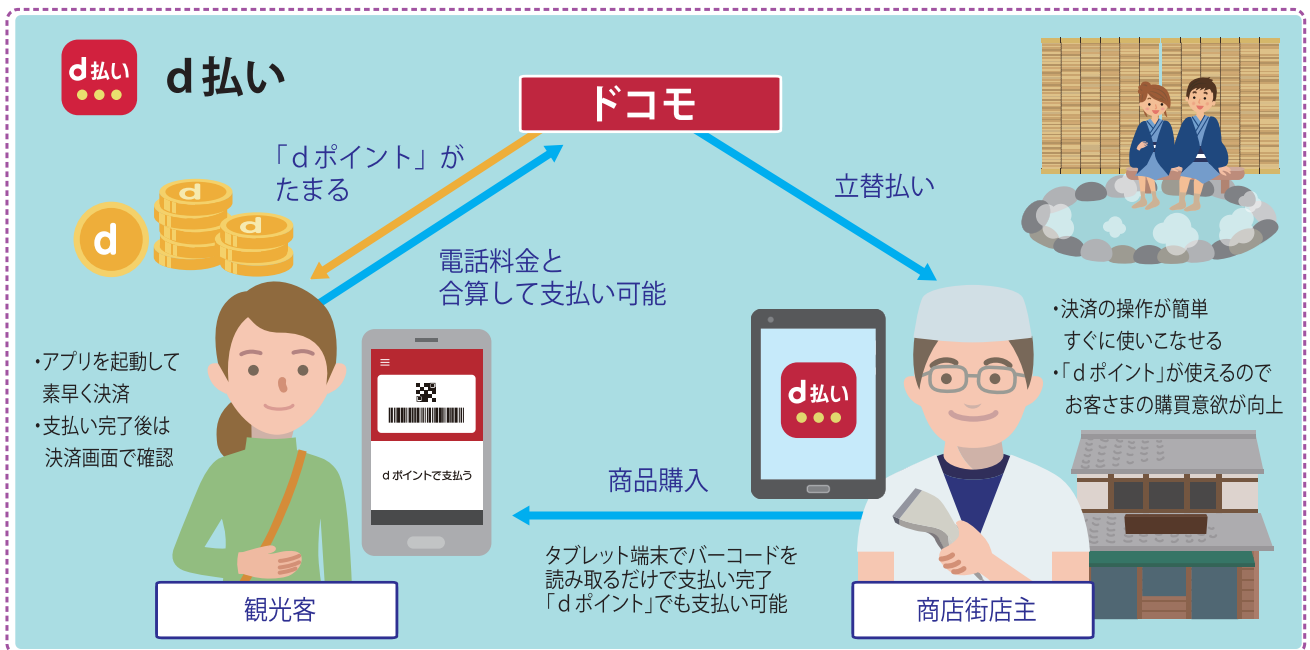 d払い
d払い
ドコモ
「dポイント」が
たまる
立替払い
d
d
d
電話料金と
合算して支払い可能
・アプリを起動して
素早く決済
・支払い完了後は
決済画面で確認
dポイントで支払う
d払い
・決済の操作が簡単
すぐに使いこなせる
・「dポイント」が使えるので
お客さまの購買意欲が向上
商品購入
タブレット端末でバーコードを
読み取るだけで支払い完了
「dポイント」でも支払い可能
観光客
商店街店主